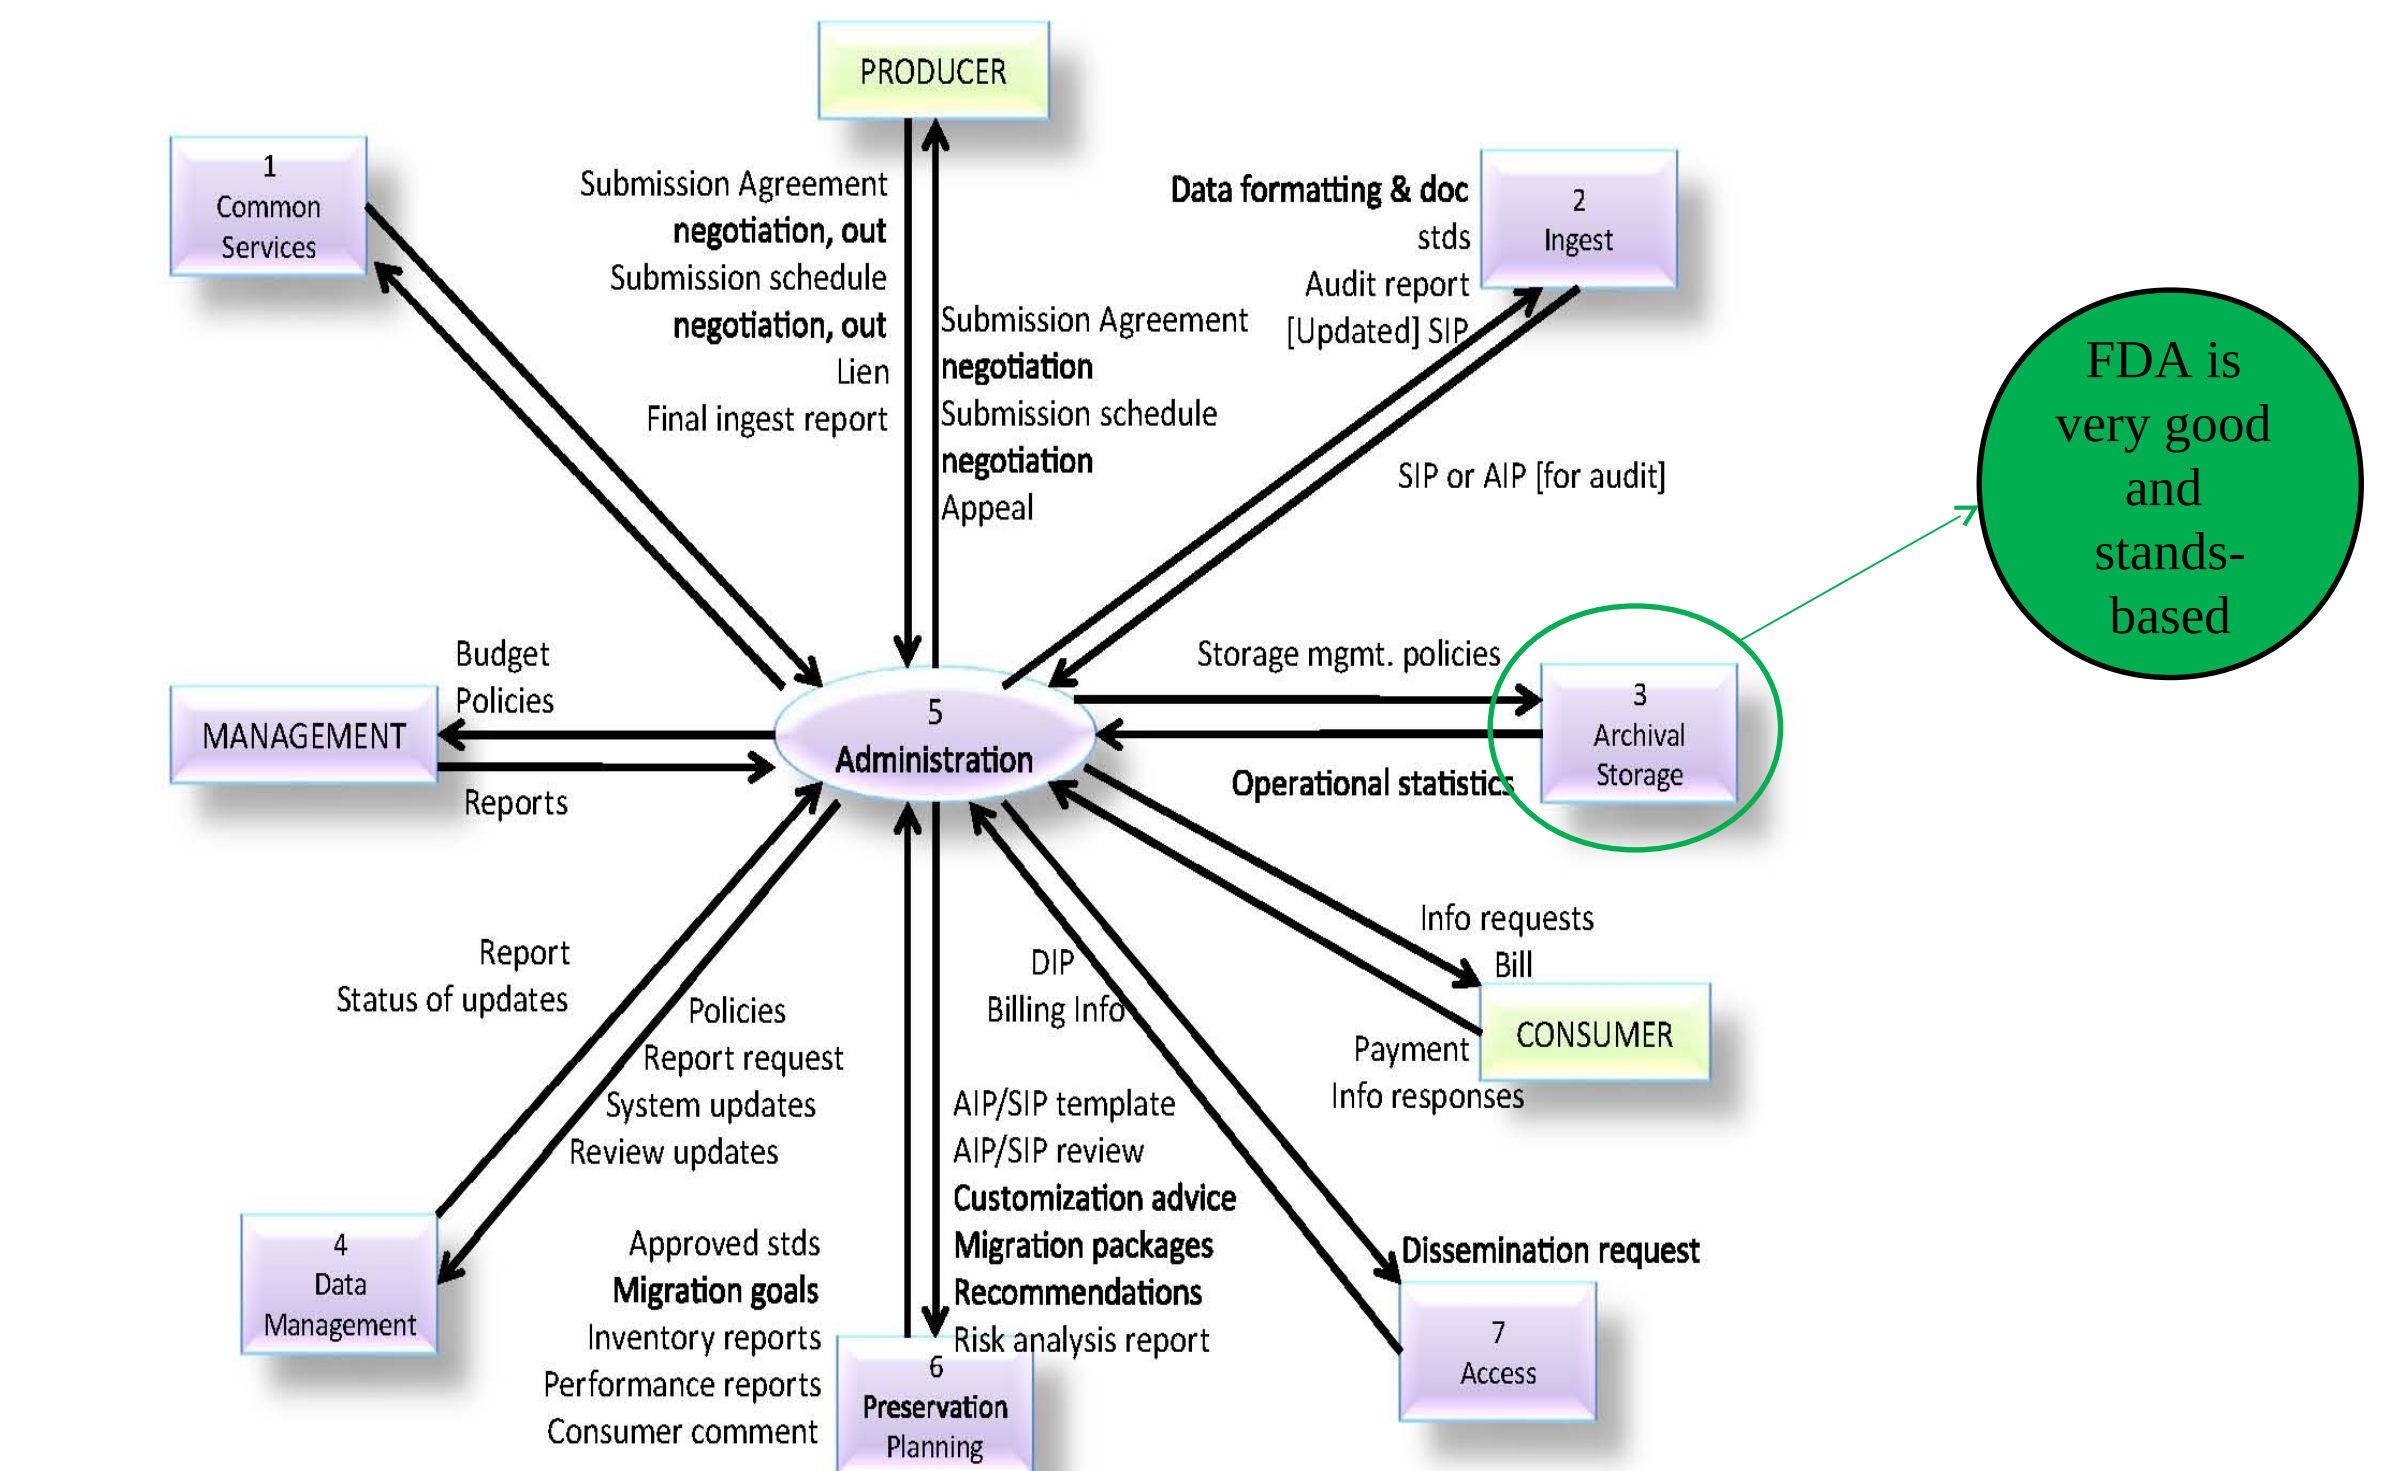 PRODUCER
1
Common
Services
Submission Agreement
negotiation, out
Submission schedule
negotiation, out
Lien
Final ingest report
Submission Agreement
negotiation
Submission schedule
negotiation
Appeal
Data formatting & doc
stds
Audit report
[Updated] SIP
2
Ingest
SIP or AIP [for audit]
FDA is
very good
and
stands-
based
Budget
Policies
MANAGEMENT
Reports
5
Administration
Storage mgmt. policies
Operational statistics
3
Archival
Storage
Info requests
Bill
CONSUMER
Payment
Info responses
Report
Status of updates
Policies
Report request
System updates
Review updates
DIP
Billing Info
4
Data
Management
Approved stds
Migration goals
Inventory reports
Performance reports
Consumer comment
AIP/SIP template
AIP/SIP review
Customization advice
Migration packages
Recommendations
Risk analysis report
6
Preservation
Planning
Dissemination request
7
Access